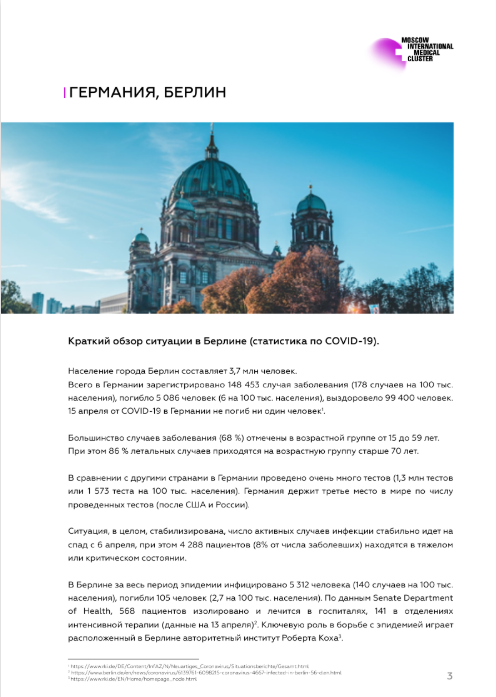 MOSCOW
INTERNATIONAL
MEDICAL
CLUSTER
ГЕРМАНИЯ, БЕРЛИН
Краткий обзор ситуации в Берлине (статистика по COVID-19).
Население города Берлин составляет 3,7 млн человек.
Всего в Германии зарегистрировано 148 453 случая заболевания (178 случаев на 100 тыс.
населения), погибло 5 086 человек (6 на 100 тыс. населения), выздоровело 99 400 человек.
15 апреля от COVID-19 в Германии не погиб ни один человек¹.
Большинство случаев заболевания (68 %) отмечены в возрастной группе от 15 до 59 лет.
При этом 86 % летальных случаев приходятся на возрастную группу старше 70 лет.
В сравнении с другими странами в Германии проведено очень много тестов (1,3 млн тестов
или 1 573 теста на 100 тыс. населения). Германия держит третье место в мире по числу
проведенных тестов (после США и России).
Ситуация, в целом, стабилизирована, число активных случаев инфекции стабильно идет на
спад с 6 апреля, при этом 4 288 пациентов (8% от числа заболевших) находятся в тяжелом
или критическом состоянии.
В Берлине за весь период эпидемии инфицировано 5 312 человека (140 случаев на 100 тыс.
населения), погибли 105 человек (2,7 на 100 тыс. населения). По данным Senate Department
of Health, 568 пациентов изолировано и лечится в госпиталях, 141 в отделениях
интенсивной терапии (данные на 13 апреля)². Ключевую роль в борьбе с эпидемией играет
расположенный в Берлине авторитетный институт Роберта Коха³.
¹ https://www.rki.de/DE/Content/InfAZ/N/Neuartiges_Coronavirus/Situationsberichte/Gesamt.html
² https://www.berlin.de/en/news/coronavirus/
³ https://www.rki.de/EN/Home/homepage_node.html
3